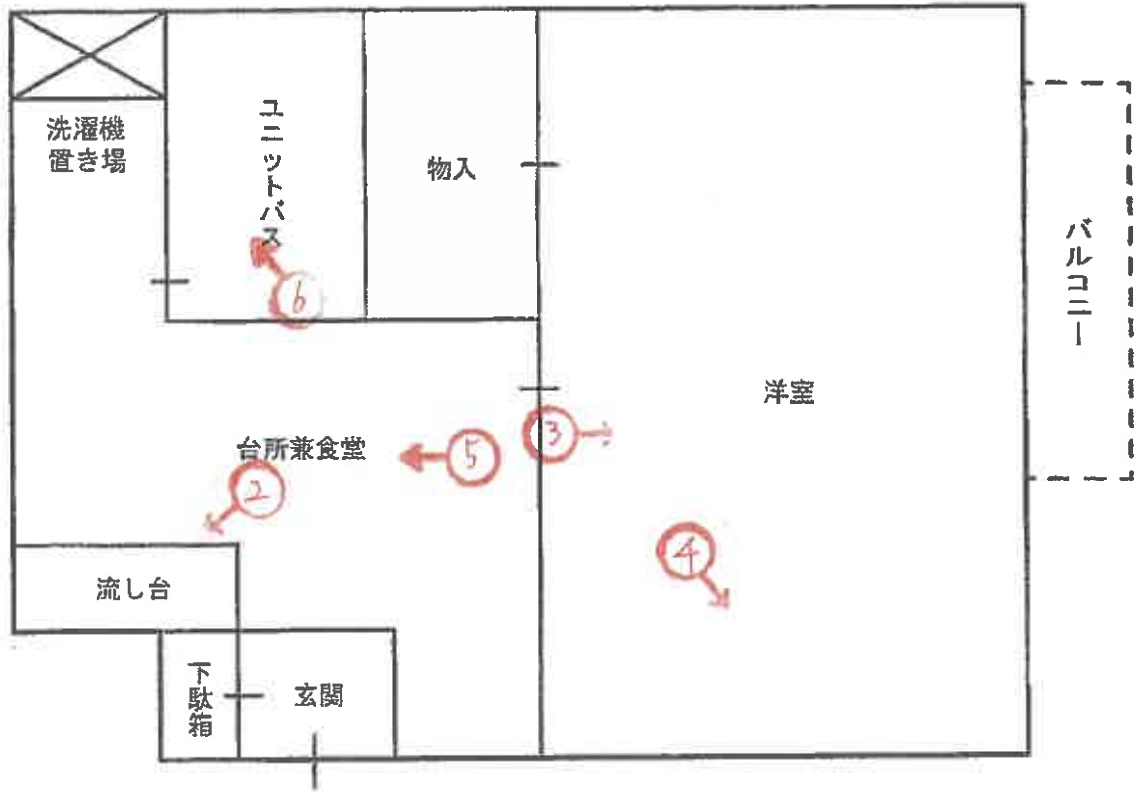 洗濯機
置き場
ユニットバス
物入
バルコニー
⑥
洋室
③
台所兼食堂
⑤
②
④
流し台
下駄箱
玄関